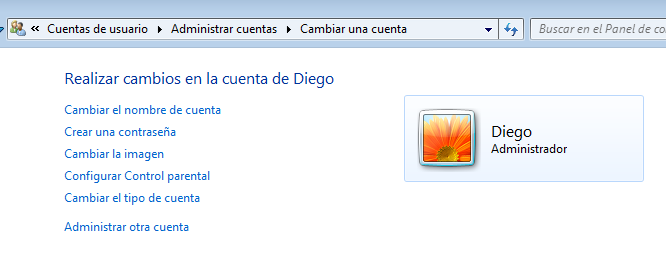 « Cuentas de usuario Administrar cuentas Cambiar una cuenta Buscar en el Panel de
Realizar cambios en la cuenta de Diego
Cambiar el nombre de cuenta
Crear una contraseña
Cambiar la imagen
Configurar Control parental
Cambiar el tipo de cuenta
Administrar otra cuenta
Diego
Administrador